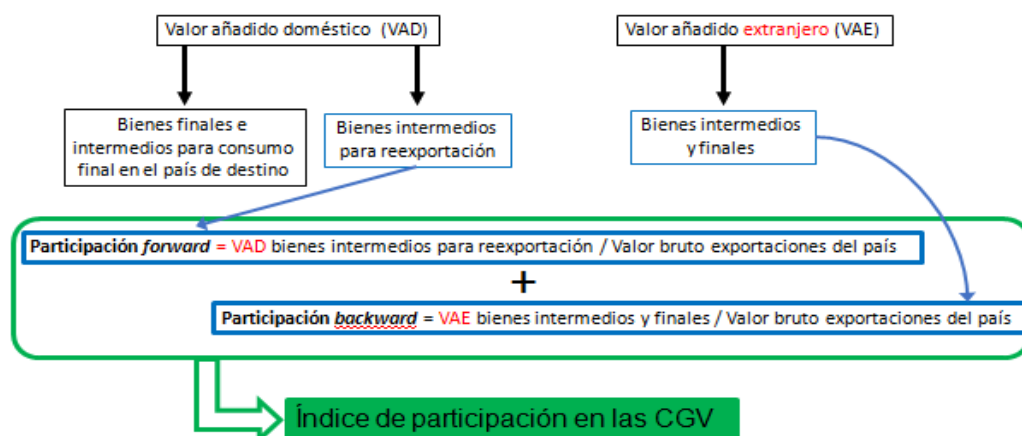 Valor añadido doméstico (VAD)
Valor añadido extranjero (VAE)
Bienes finales e
intermedios para consumo
final en el país de destino
Bienes intermedios
para reexportación
Bienes intermedios
y finales
Participación forward = VAD bienes intermedios para reexportación / Valor bruto exportaciones del país
+
Participación backward = VAE bienes intermedios y finales / Valor bruto exportaciones del país
Índice de participación en las CGV